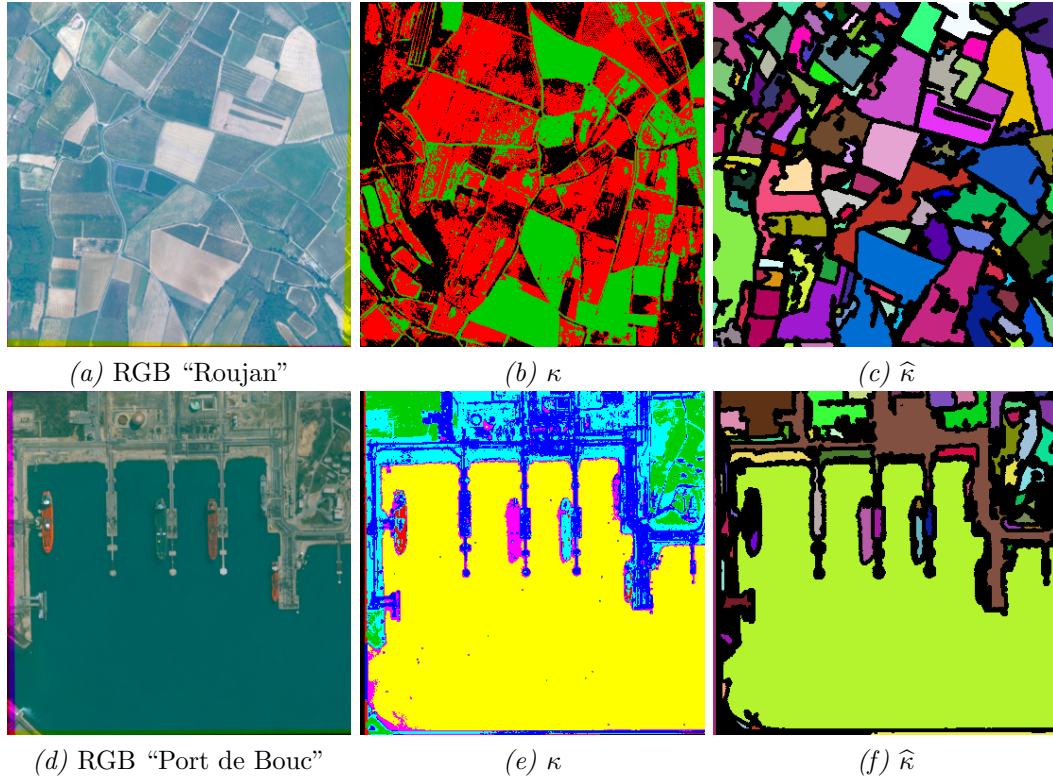 (a) RGB “Roujan”
(b) κ
(c) κ̂
(d) RGB “Port de Bouc”
(e) κ
(f) κ̂